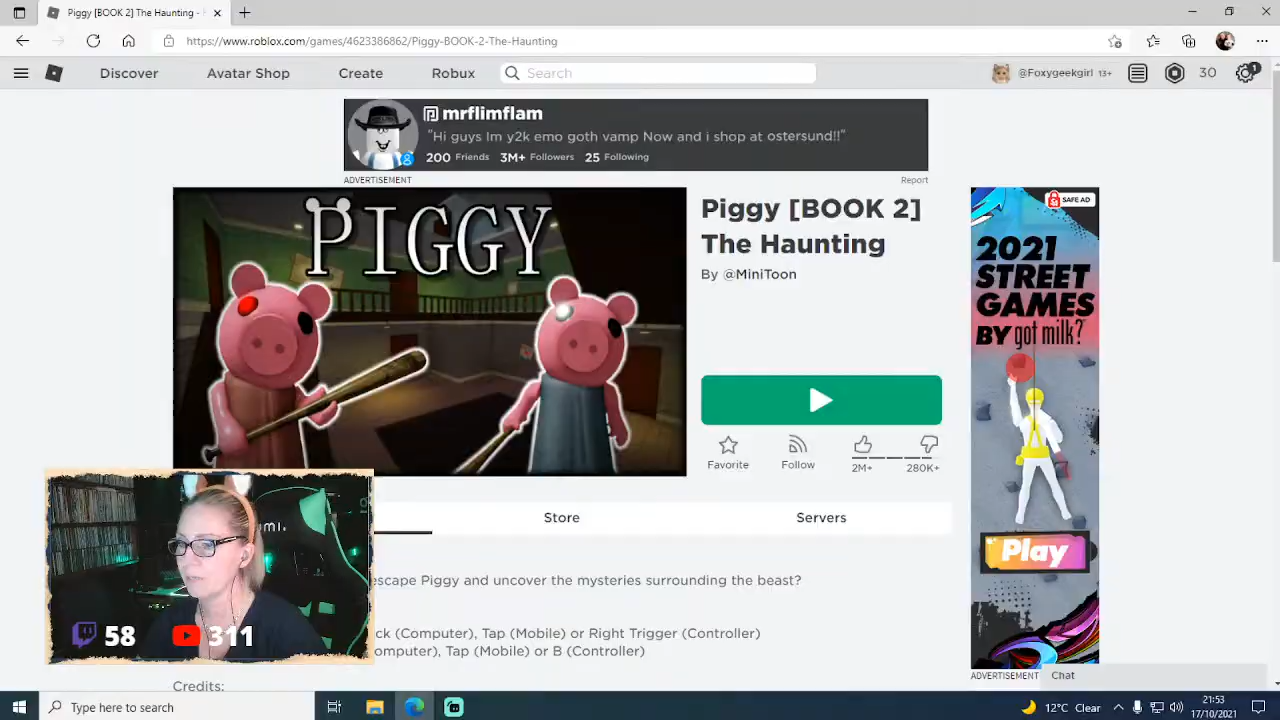 Piggy [BOOK 2] The Haunting -
https://www.roblox.com/games/4623386862/Piggy-BOOK-2-The-Haunting
Discover Avatar Shop Create Robux Search @Foxygeekgirl 13+ 30 1
mrflimflam
"Hi guys Im y2k emo goth vamp Now and i shop at ostersund!!"
200 Friends 3M+ Followers 25 Following
ADVERTISEMENT Report
PIGGY
Piggy [BOOK 2]
The Haunting
By @MiniToon
Favorite Follow 2M+ 280K+
SAFE AD
2021
STREET
GAMES
BY got milk?
Play
ADVERTISEMENT
Store Servers
escape Piggy and uncover the mysteries surrounding the beast?
ck (Computer), Tap (Mobile) or Right Trigger (Controller)
omputer), Tap (Mobile) or B (Controller)
Credits:
58 311
Chat
Type here to search
12°C Clear
21:53
17/10/2021